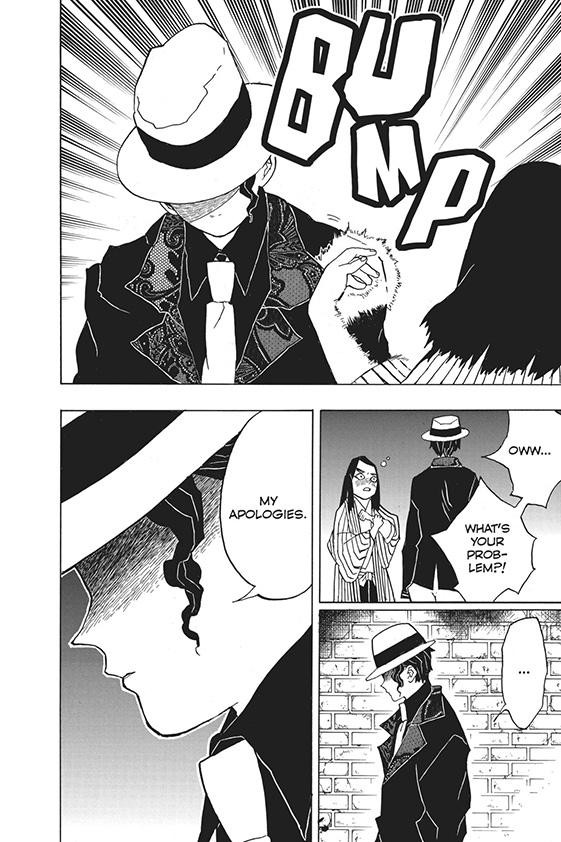 BUMP
OWW...
WHAT'S
YOUR
PROB-
LEM?!
...
MY
APOLOGIES.